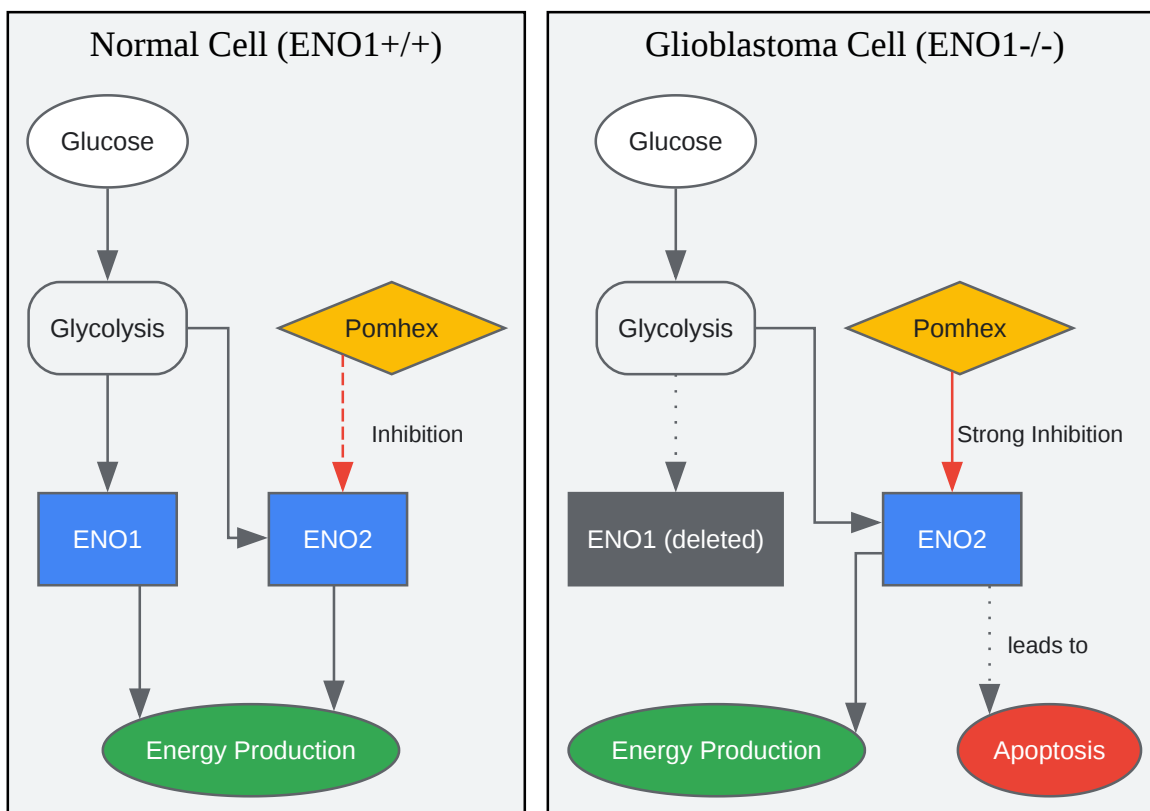 Normal Cell (ENO1+/+)
Glucose
Glycolysis
Pomhex
Inhibition
ENO1
ENO2
Energy Production
Glioblastoma Cell (ENO1-/-)
Glucose
Glycolysis
Pomhex
Strong Inhibition
ENO1 (deleted)
ENO2
leads to
Energy Production
Apoptosis